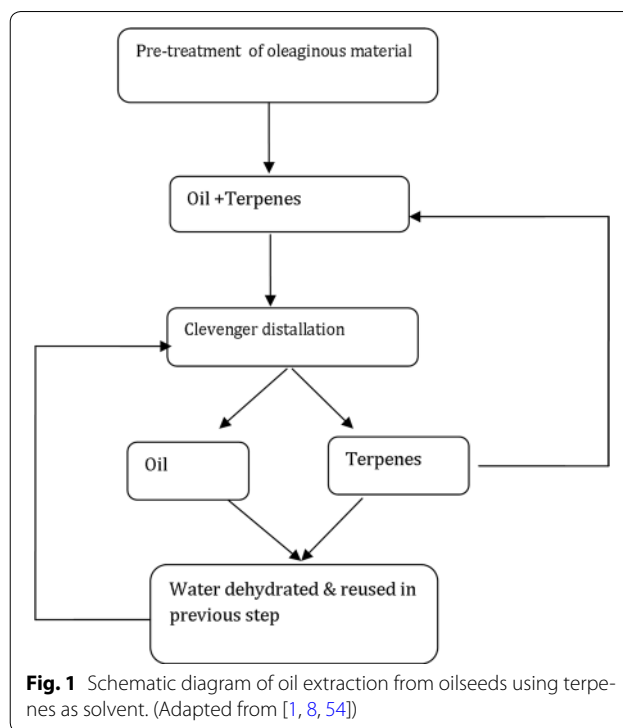 Pre-treatment of oleaginous material
Oil +Terpenes
Clevenger distallation
Oil
Terpenes
Water dehydrated & reused in
previous step
Fig. 1 Schematic diagram of oil extraction from oilseeds using terpe-
nes as solvent. (Adapted from [1, 8, 54])